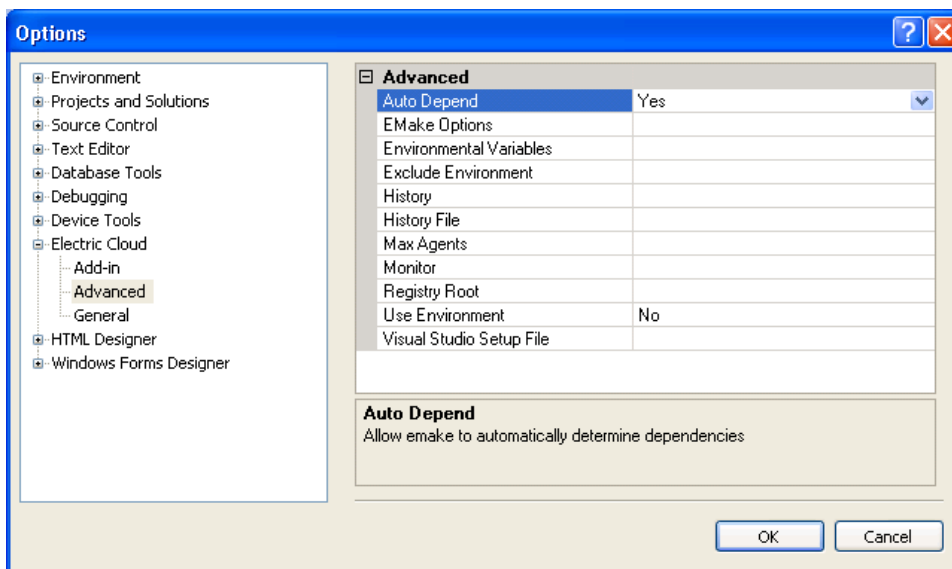 Options
Environment
Projects and Solutions
Source Control
Text Editor
Database Tools
Debugging
Device Tools
Electric Cloud
Add-in
Advanced
General
HTML Designer
Windows Forms Designer
Advanced
Auto Depend Yes
EMake Options
Environmental Variables
Exclude Environment
History
History File
Max Agents
Monitor
Registry Root
Use Environment No
Visual Studio Setup File
Auto Depend
Allow emake to automatically determine dependencies
OK Cancel